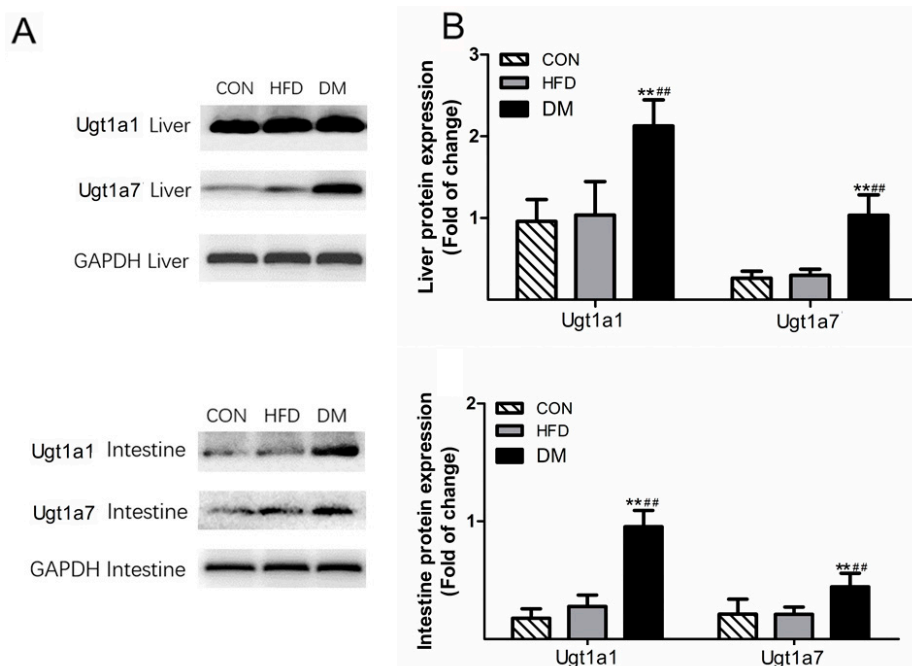 A
CON HFD DM
Ugt1a1 Liver
Ugt1a7 Liver
GAPDH Liver
CON HFD DM
Ugt1a1 Intestine
Ugt1a7 Intestine
GAPDH Intestine
B
Liver protein expression
(Fold of change)
3
2
1
CON
HFD
DM
**##
**##
Ugt1a1 Ugt1a7
Intestine protein expression
(Fold of change)
2
1
CON
HFD
DM
**##
**##
Ugt1a1 Ugt1a7